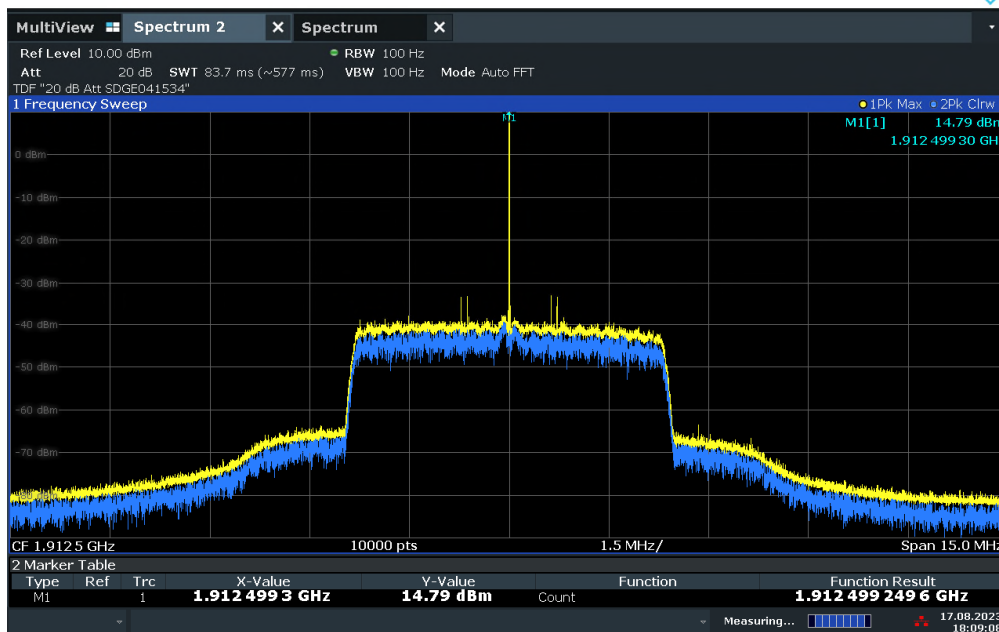 MultiView Spectrum 2 X Spectrum X
Ref Level 10.00 dBm RBW 100 Hz
Att 20 dB SWT 83.7 ms (~577 ms) VBW 100 Hz Mode Auto FFT
TDF "20 dB Att SDGE041534"
1 Frequency Sweep 1Pk Max 2Pk Clrw
M1
M1[1] 14.79 dBm
1.912 499 30 GH
0 dBm
-10 dBm
-20 dBm
-30 dBm
-40 dBm
-50 dBm
-60 dBm
-70 dBm
CF 1.9125 GHz 10000 pts 1.5 MHz/ Span 15.0 MHz
2 Marker Table
Type Ref Trc X-Value Y-Value Function Function Result
M1 1 1.912 499 3 GHz 14.79 dBm Count 1.912 499 249 6 GHz
Measuring... 17.08.2023
18:09:08